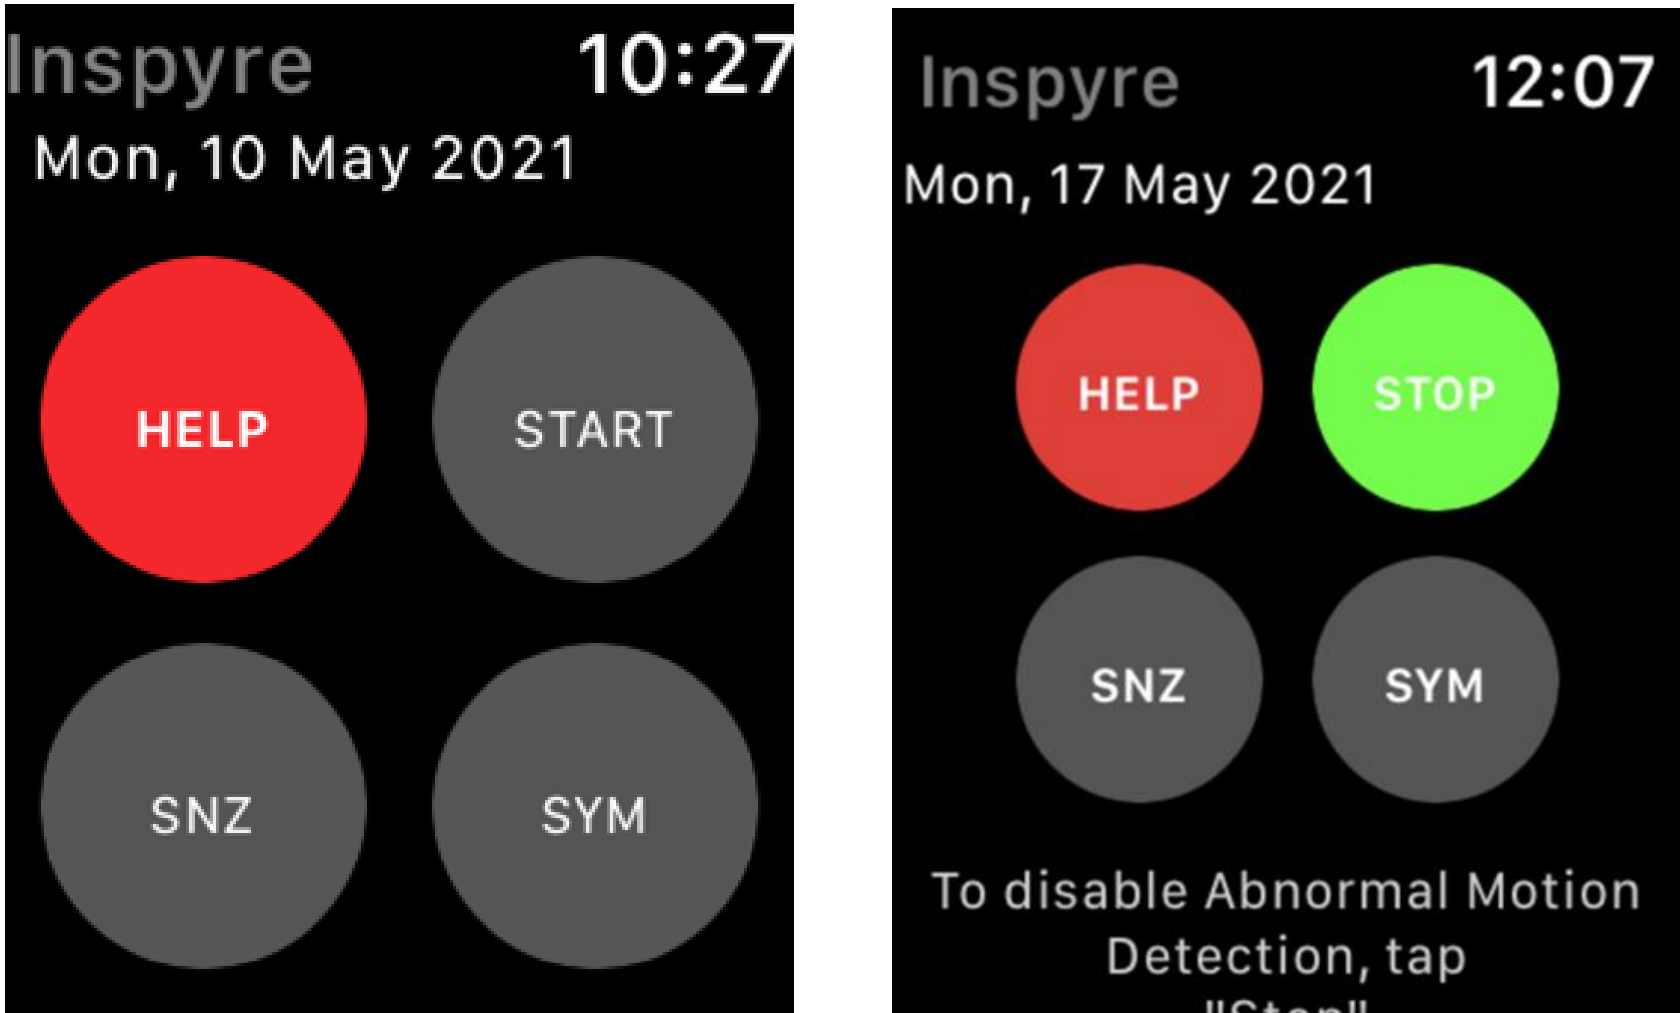 Inspyre 10:27
Mon, 10 May 2021
HELP START
SNZ SYM
Inspyre 12:07
Mon, 17 May 2021
HELP STOP
SNZ SYM
To disable Abnormal Motion
Detection, tap
"Stop"